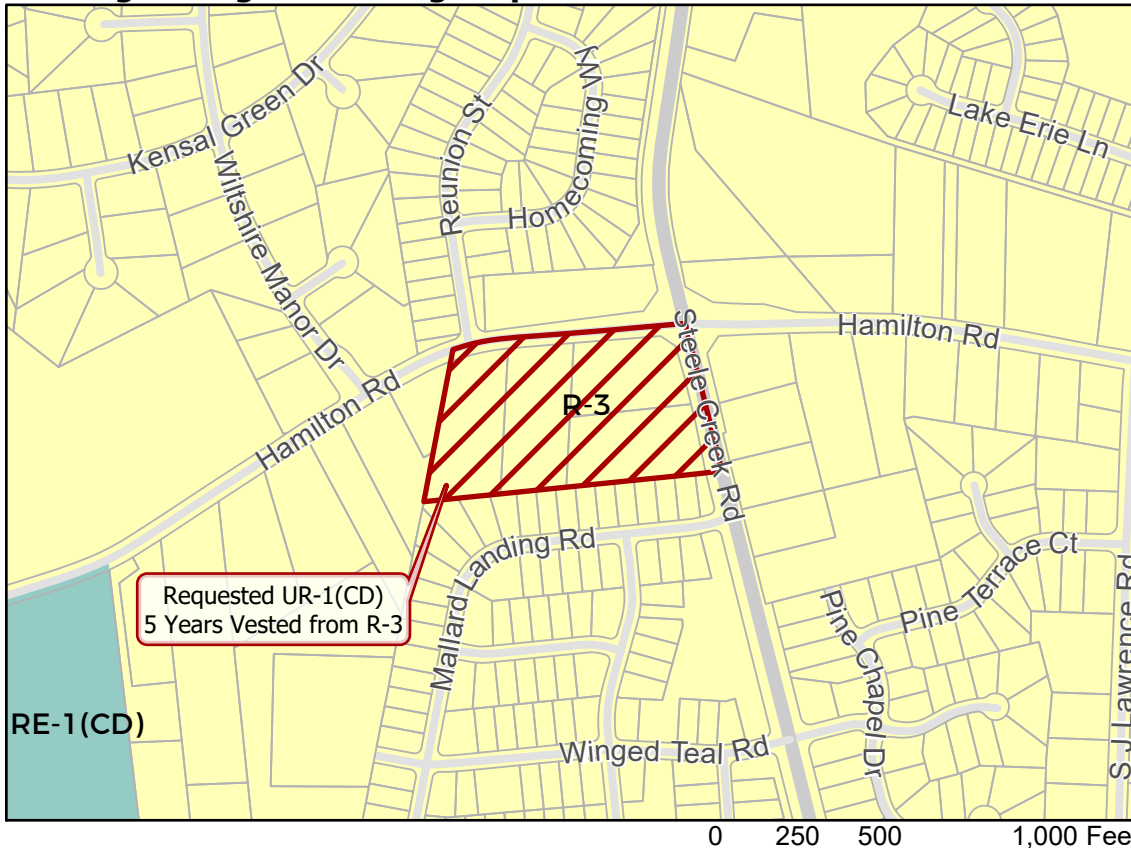 Kensal Green Dr
Wiltshire Manor Dr
Reunion St
Homecoming Wy
Lake Erie Ln
Hamilton Rd
Hamilton Rd
Steele Creek Rd
R-3
Mallard Landing Rd
Requested UR-1(CD)
5 Years Vested from R-3
Pine Terrace Ct
Pine Chapel Dr
S J Lawrence Rd
RE-1(CD)
Winged Teal Rd
0 250 500 1,000 Fee